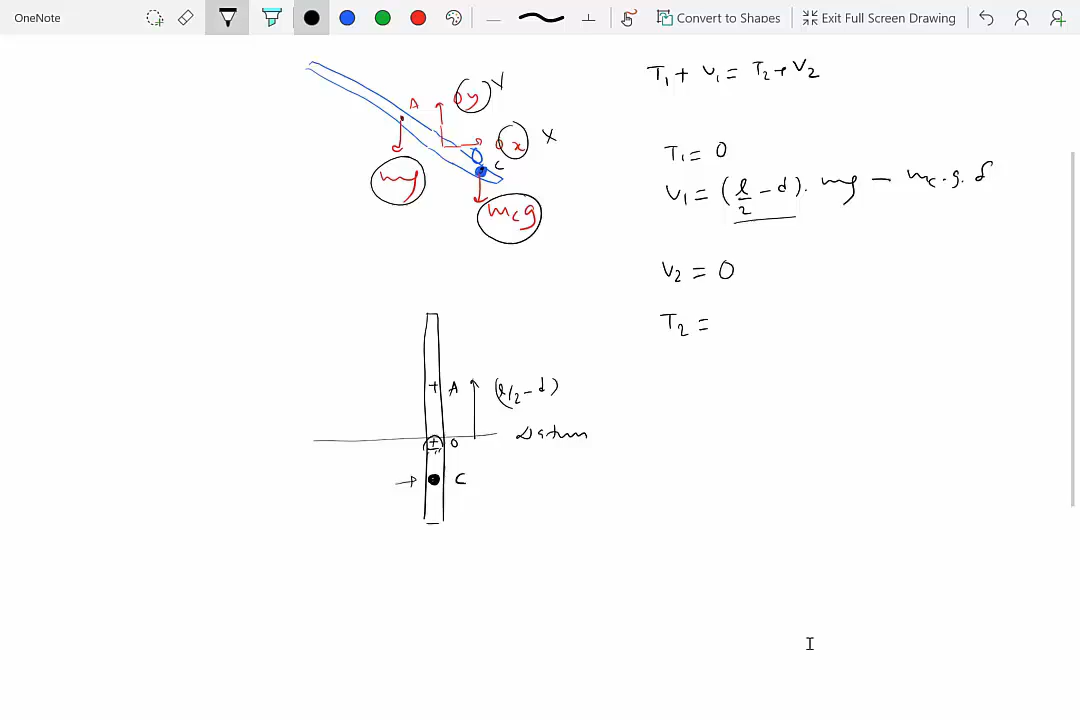 OneNote
Convert to Shapes
Exit Full Screen Drawing
T₁ + V₁ = T₂ + V₂
A
Oy
Y
Ox
X
O
C
mg
mcg
T₁ = 0
V₁ = (l/2 - d). mg - mc.g.d
V₂ = 0
T₂ =
A
(l/2 - d)
Datum
O
C